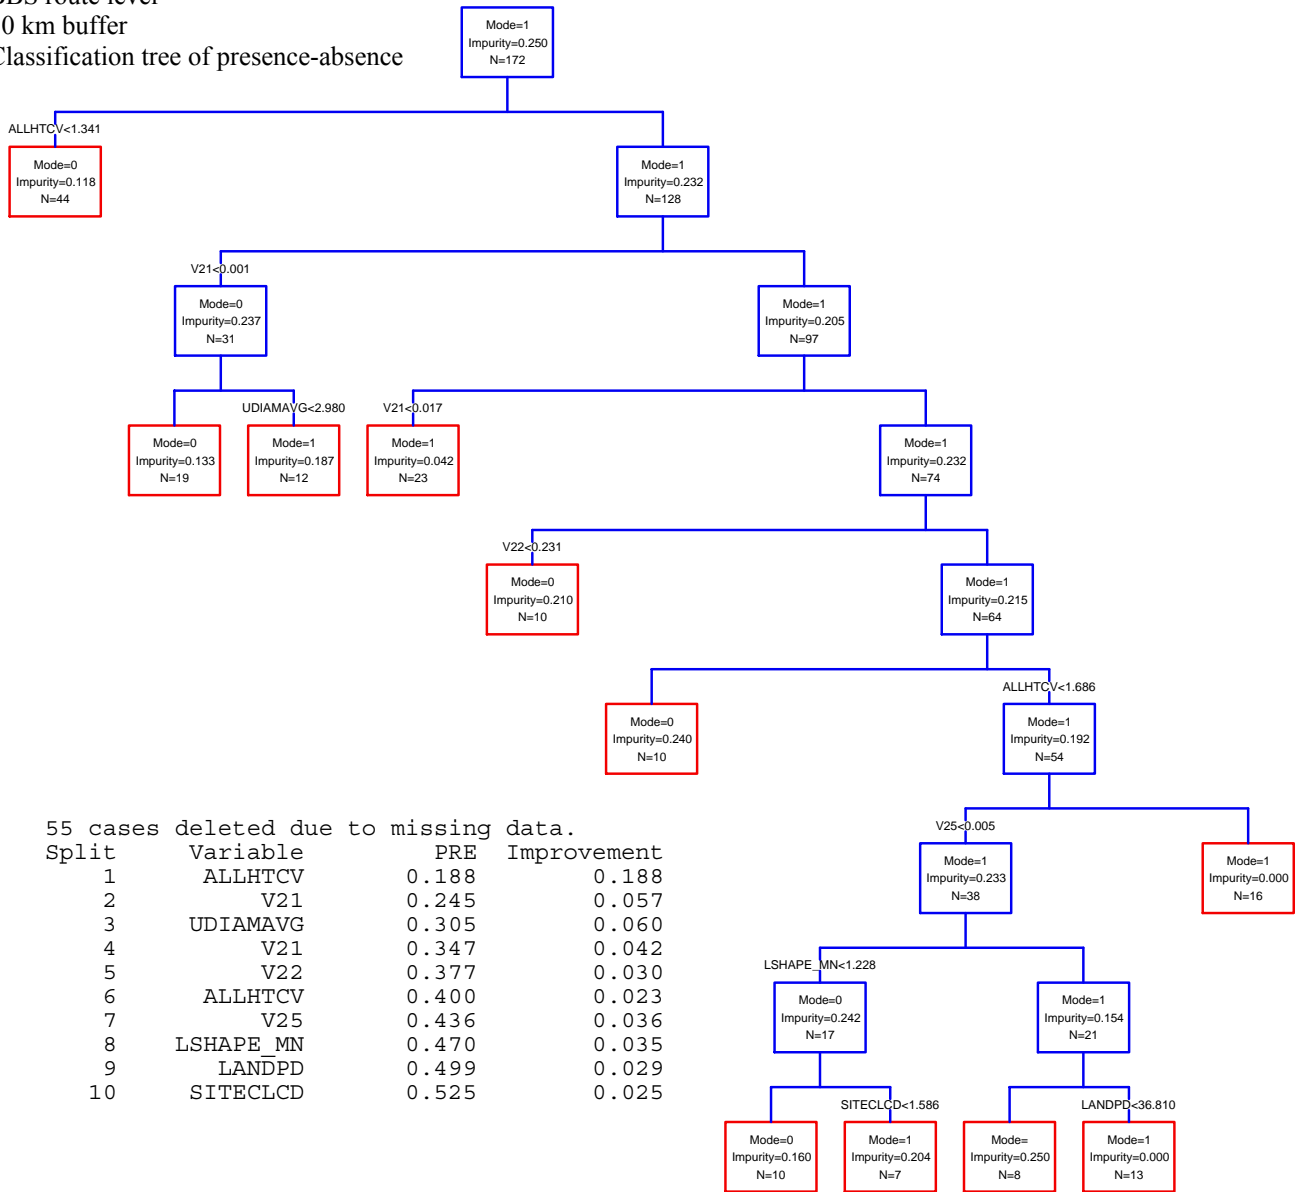 0 km buffer
Classification tree of presence-absence
Mode=1
Impurity=0.250
N=172
ALLHTCV<1.341
Mode=0
Impurity=0.118
N=44
Mode=1
Impurity=0.232
N=128
V21<0.001
Mode=0
Impurity=0.237
N=31
Mode=1
Impurity=0.205
N=97
UDIAMAVG<2.980
V21<0.017
Mode=0
Impurity=0.133
N=19
Mode=1
Impurity=0.187
N=12
Mode=1
Impurity=0.042
N=23
Mode=1
Impurity=0.232
N=74
V22<0.231
Mode=0
Impurity=0.210
N=10
Mode=1
Impurity=0.215
N=64
ALLHTCV<1.686
Mode=0
Impurity=0.240
N=10
Mode=1
Impurity=0.192
N=54
V25<0.005
Mode=1
Impurity=0.233
N=38
Mode=1
Impurity=0.000
N=16
LSHAPE_MN<1.228
Mode=0
Impurity=0.242
N=17
Mode=1
Impurity=0.154
N=21
SITECLCD<1.586
LANDPD<36.810
Mode=0
Impurity=0.160
N=10
Mode=1
Impurity=0.204
N=7
Mode=
Impurity=0.250
N=8
Mode=1
Impurity=0.000
N=13
55 cases deleted due to missing data.
Split Variable PRE Improvement
1 ALLHTCV 0.188 0.188
2 V21 0.245 0.057
3 UDIAMAVG 0.305 0.060
4 V21 0.347 0.042
5 V22 0.377 0.030
6 ALLHTCV 0.400 0.023
7 V25 0.436 0.036
8 LSHAPE_MN 0.470 0.035
9 LANDPD 0.499 0.029
10 SITECLCD 0.525 0.025